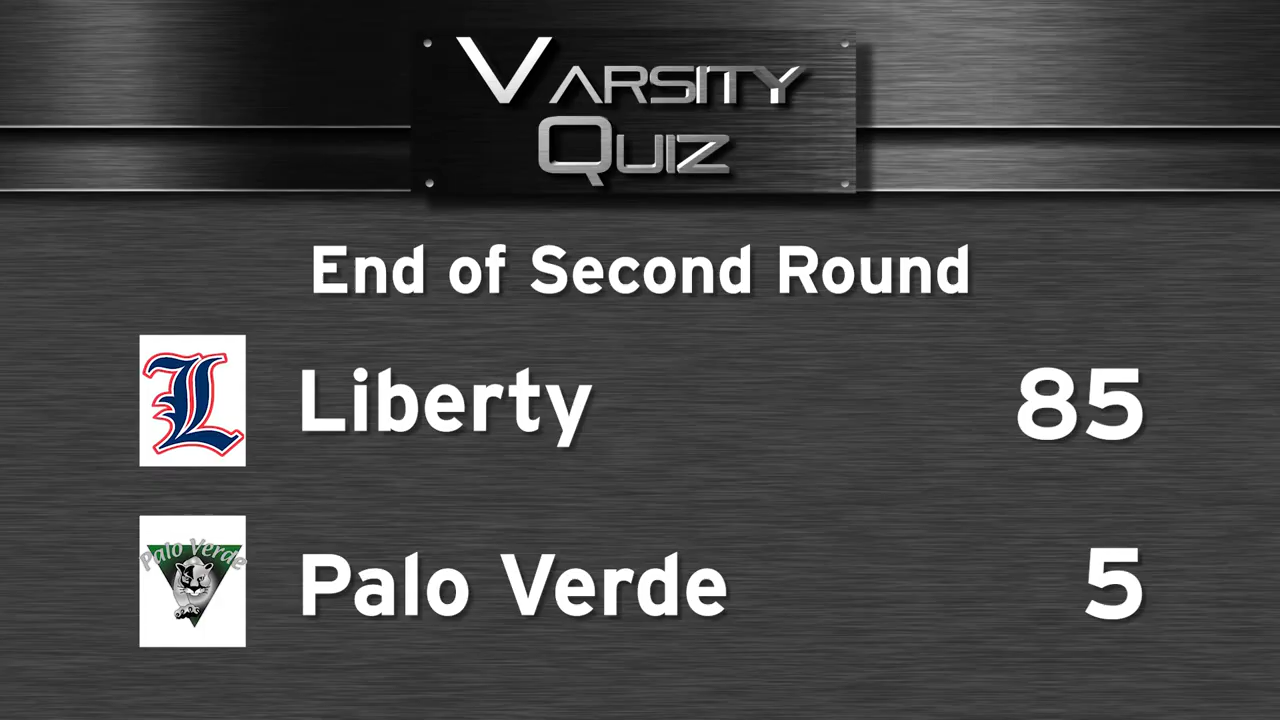 Varsity
Quiz
End of Second Round
L
Liberty 85
Palo Verde
Palo Verde 5